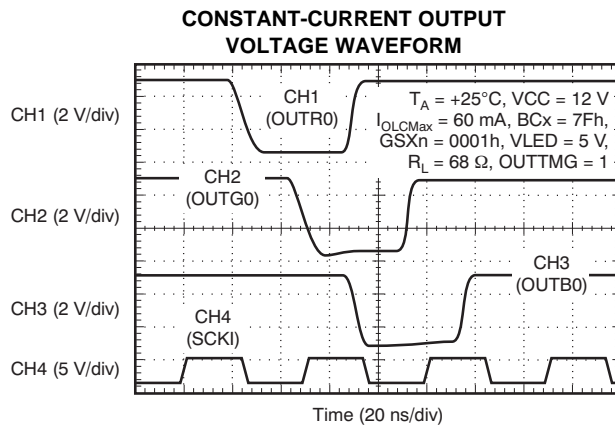 CONSTANT-CURRENT OUTPUT
VOLTAGE WAVEFORM
CH1 (2 V/div)
CH1
(OUTR0)
T_A = +25°C, VCC = 12 V
I_OLCMax = 60 mA, BCx = 7Fh,
GSXn = 0001h, VLED = 5 V,
R_L = 68 Ω, OUTTMG = 1
CH2
(OUTG0)
CH2 (2 V/div)
CH3
(OUTB0)
CH3 (2 V/div)
CH4
(SCKI)
CH4 (5 V/div)
Time (20 ns/div)